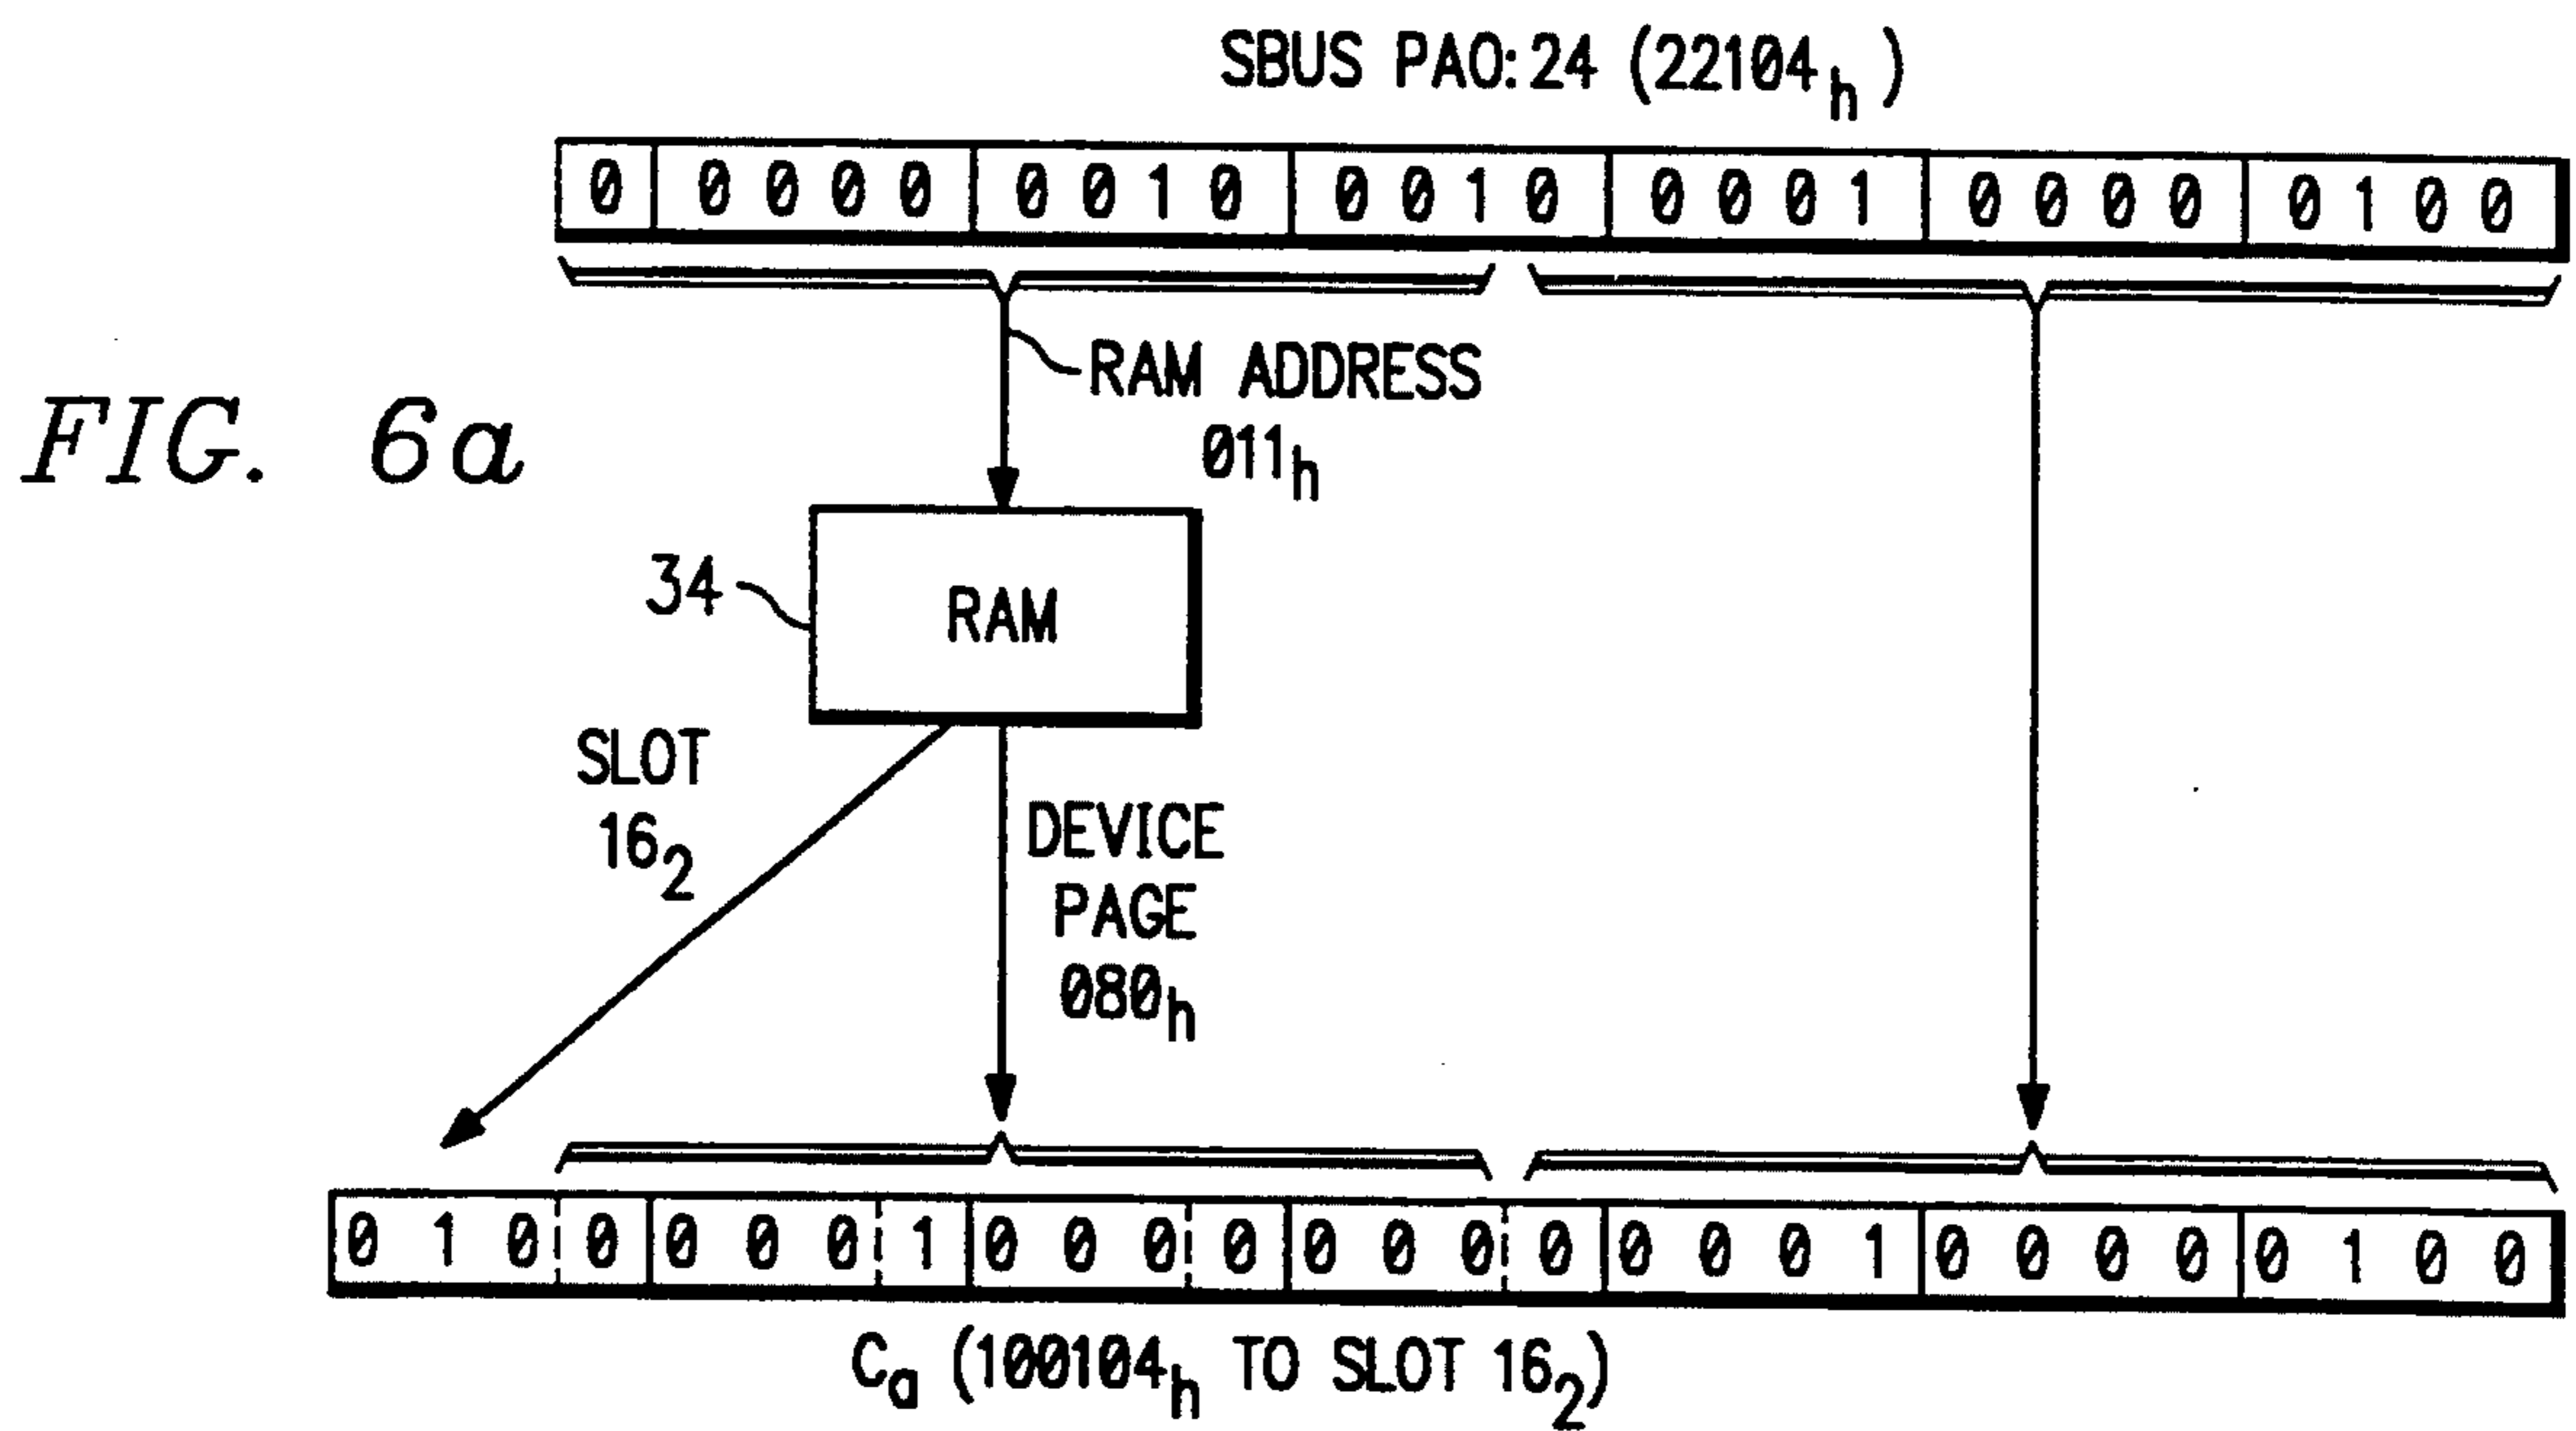 SBUS PA0:24 (22104h)
0 0000 0010 0010 0001 0000 0100
RAM ADDRESS
011h
FIG. 6a
34
RAM
SLOT
16₂
DEVICE
PAGE
080h
0 1 0 0 0 0 0 1 0 0 0 0 0 0 0 0 0 0 0 1 0 0 0 0 0 1 0 0
Ca (100104h TO SLOT 16₂)